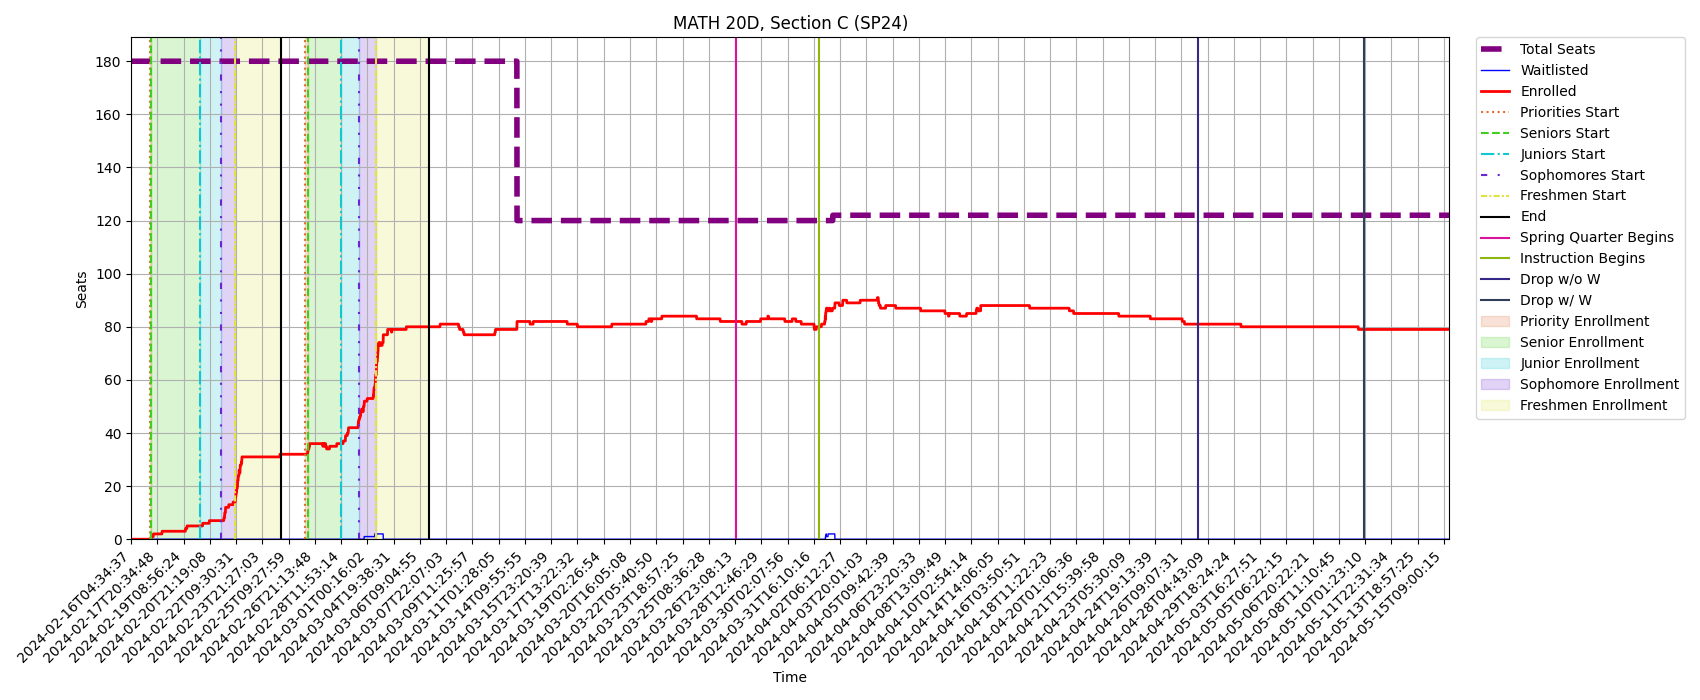 MATH 20D, Section C (SP24)
Seats
180
160
140
120
100
80
60
40
20
0
2024-02-16T04:34:37
2024-02-17T20:34:48
2024-02-19T08:56:24
2024-02-20T21:19:08
2024-02-22T09:30:31
2024-02-23T21:27:03
2024-02-25T09:27:59
2024-02-26T21:13:48
2024-02-28T11:53:14
2024-03-01T00:16:02
2024-03-04T19:38:31
2024-03-06T09:04:55
2024-03-07T22:07:03
2024-03-09T11:25:57
2024-03-11T01:28:05
2024-03-14T09:55:55
2024-03-15T23:20:39
2024-03-17T13:22:32
2024-03-19T02:26:54
2024-03-20T16:05:08
2024-03-22T05:40:50
2024-03-23T18:57:25
2024-03-25T08:36:28
2024-03-26T23:08:13
2024-03-28T12:46:29
2024-03-30T02:07:56
2024-03-31T16:10:16
2024-04-02T06:12:27
2024-04-03T20:01:03
2024-04-05T09:42:39
2024-04-06T23:20:33
2024-04-08T13:09:49
2024-04-10T02:54:14
2024-04-14T14:06:05
2024-04-16T03:50:51
2024-04-18T11:22:23
2024-04-20T01:06:36
2024-04-21T15:39:58
2024-04-23T05:30:09
2024-04-24T19:13:39
2024-04-26T09:07:31
2024-04-28T04:43:09
2024-04-29T18:24:24
2024-05-03T16:27:51
2024-05-05T06:22:15
2024-05-06T20:22:21
2024-05-08T11:10:45
2024-05-10T01:23:10
2024-05-11T22:31:34
2024-05-13T18:57:25
2024-05-15T09:00:15
Time
Total Seats
Waitlisted
Enrolled
Priorities Start
Seniors Start
Juniors Start
Sophomores Start
Freshmen Start
End
Spring Quarter Begins
Instruction Begins
Drop w/o W
Drop w/ W
Priority Enrollment
Senior Enrollment
Junior Enrollment
Sophomore Enrollment
Freshmen Enrollment